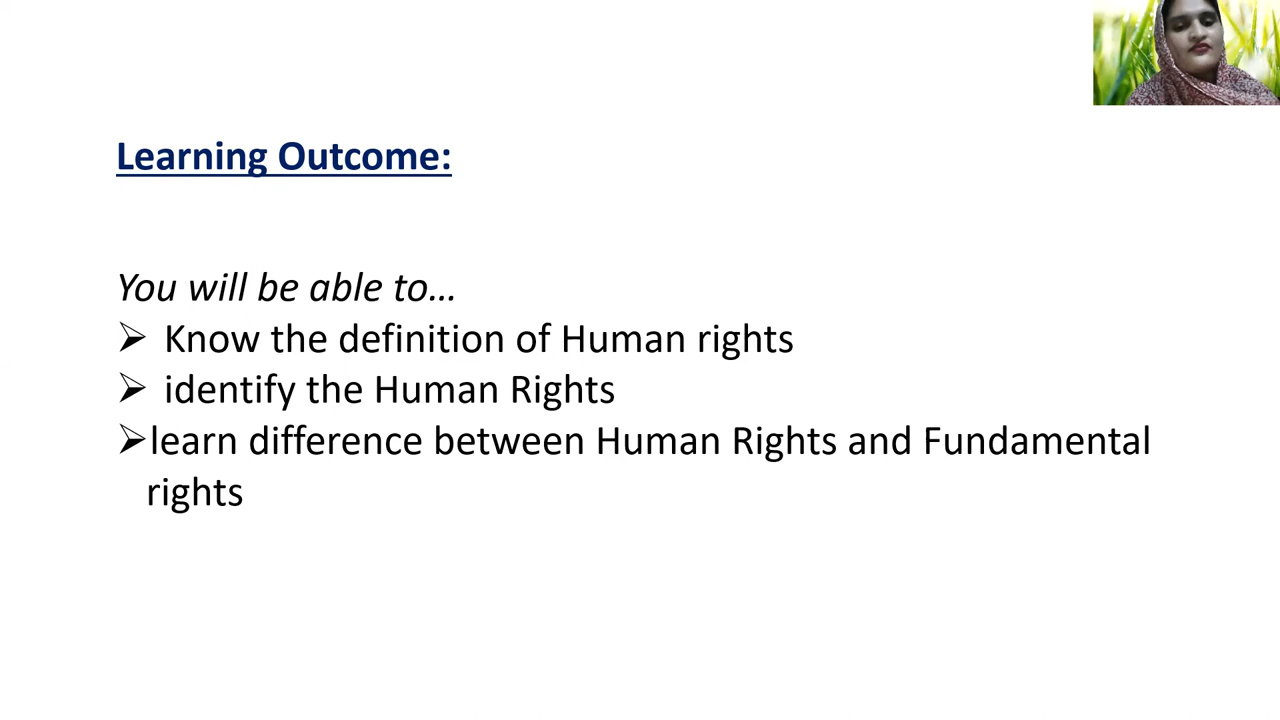 Learning Outcome:
You will be able to...
➢ Know the definition of Human rights
➢ identify the Human Rights
➢learn difference between Human Rights and Fundamental
rights